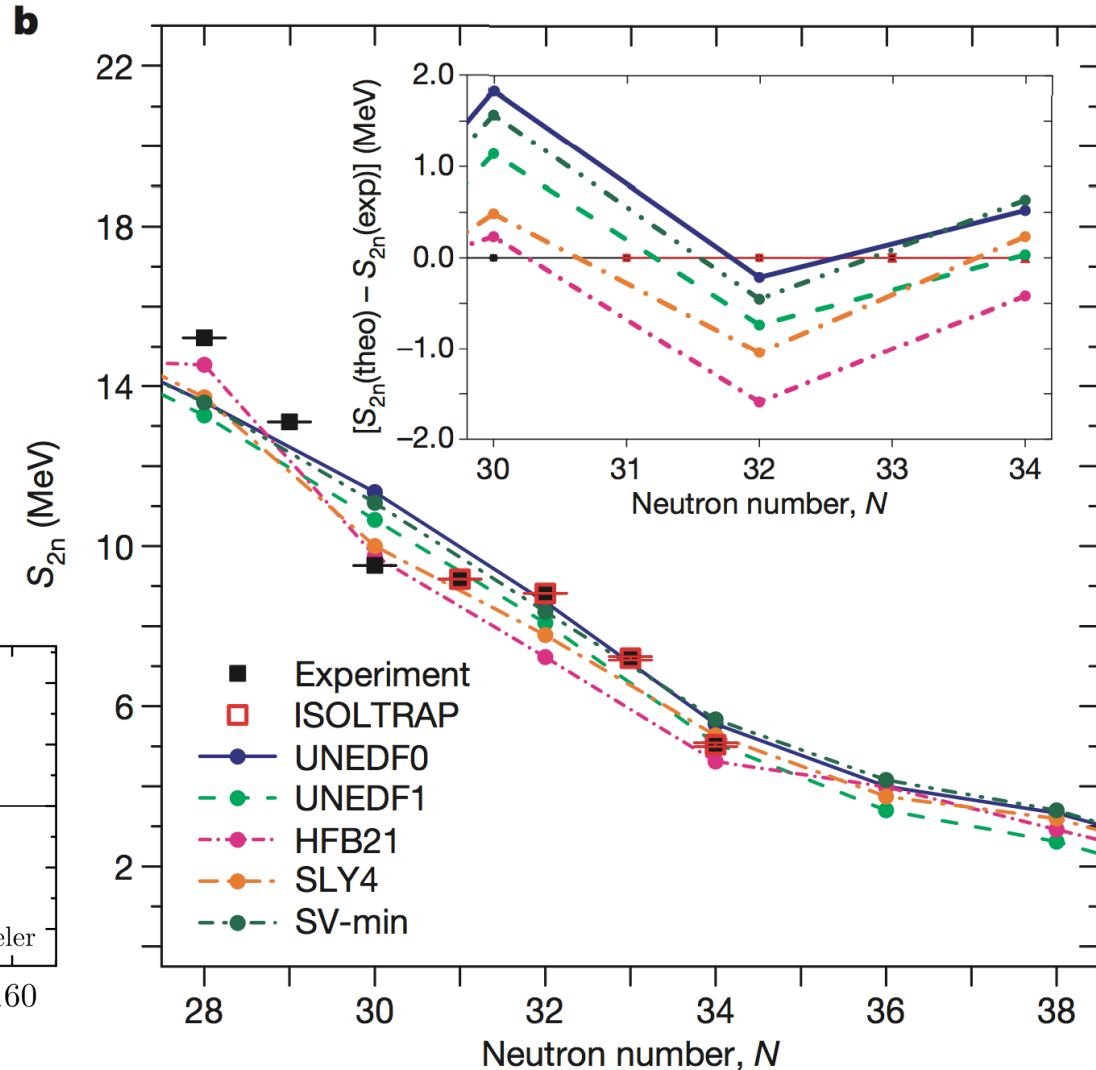 b
22
18
14
10
6
2
S2n (MeV)
2.0
1.0
0.0
−1.0
−2.0
[S2n(theo) − S2n(exp)] (MeV)
30 31 32 33 34
Neutron number, N
Experiment
ISOLTRAP
UNEDF0
UNEDF1
HFB21
SLY4
SV-min
28 30 32 34 36 38
Neutron number, N
eler
60